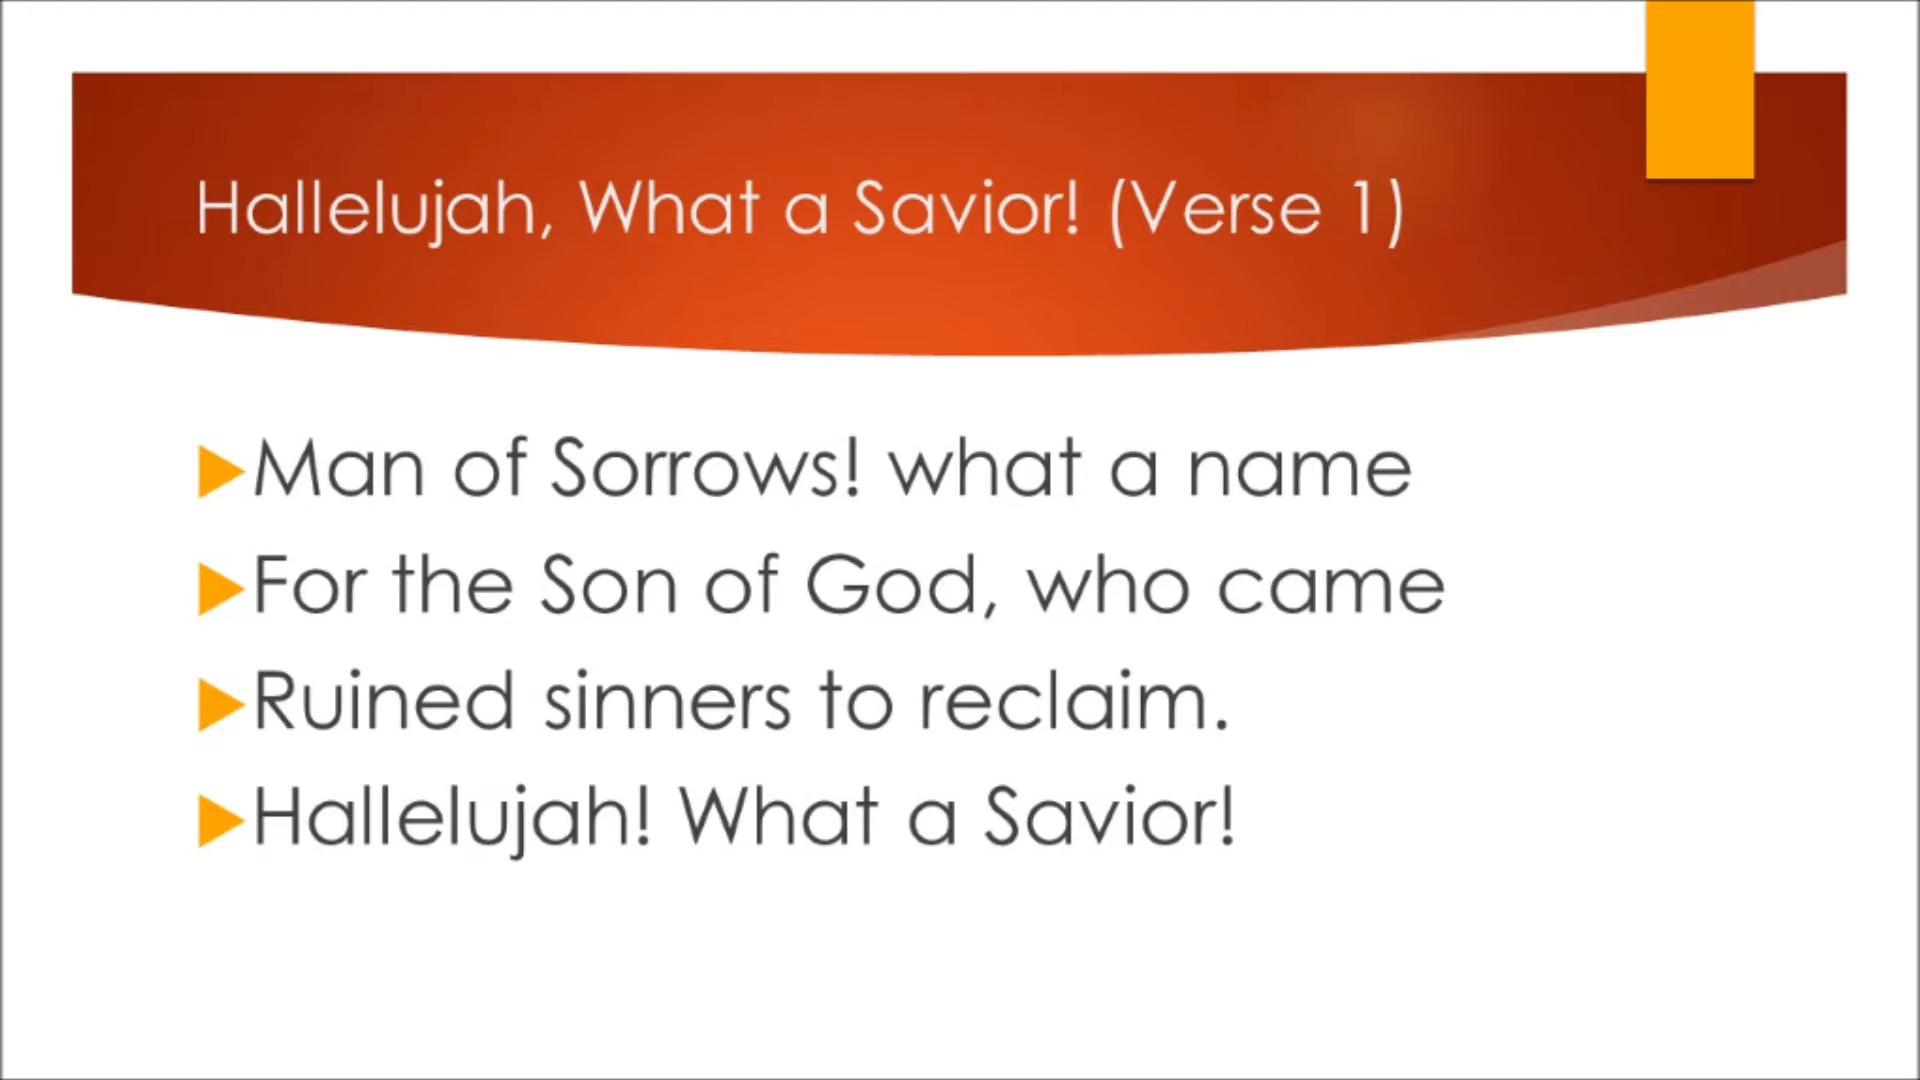 Hallelujah, What a Savior! (Verse 1)
Man of Sorrows! what a name
For the Son of God, who came
Ruined sinners to reclaim.
Hallelujah! What a Savior!